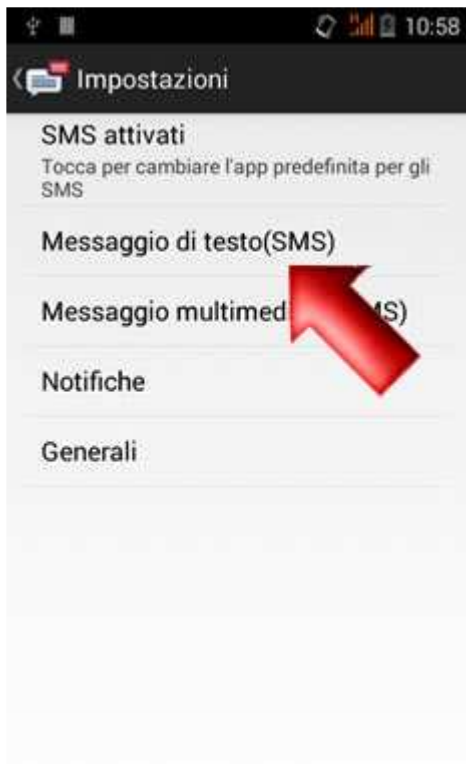 10:58
Impostazioni
SMS attivati
Tocca per cambiare l'app predefinita per gli
SMS
Messaggio di testo(SMS)
Messaggio multimed
Notifiche
Generali